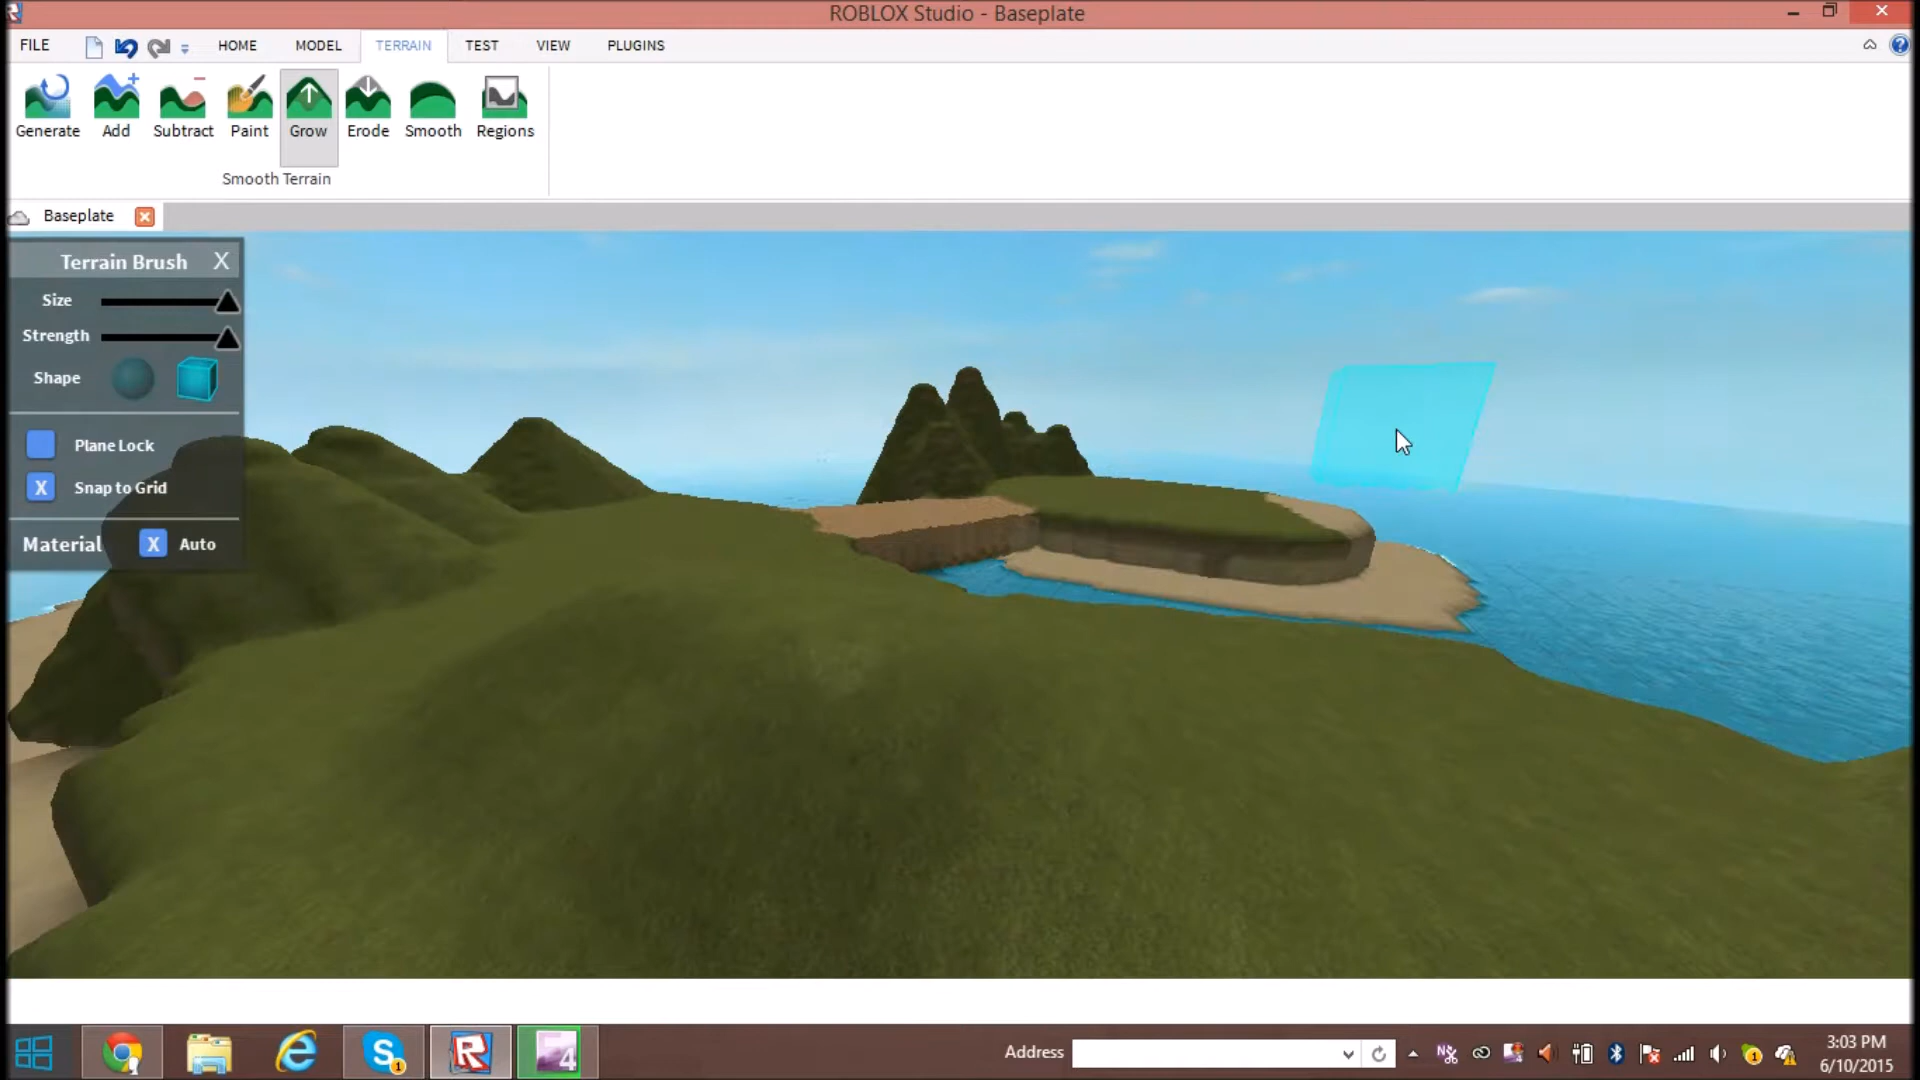 ROBLOX Studio - Baseplate
FILE HOME MODEL TERRAIN TEST VIEW PLUGINS
Generate Add Subtract Paint Grow Erode Smooth Regions
Smooth Terrain
Baseplate
Terrain Brush X
Size
Strength
Shape
Plane Lock
X Snap to Grid
Material X Auto
Address
3:03 PM
6/10/2015